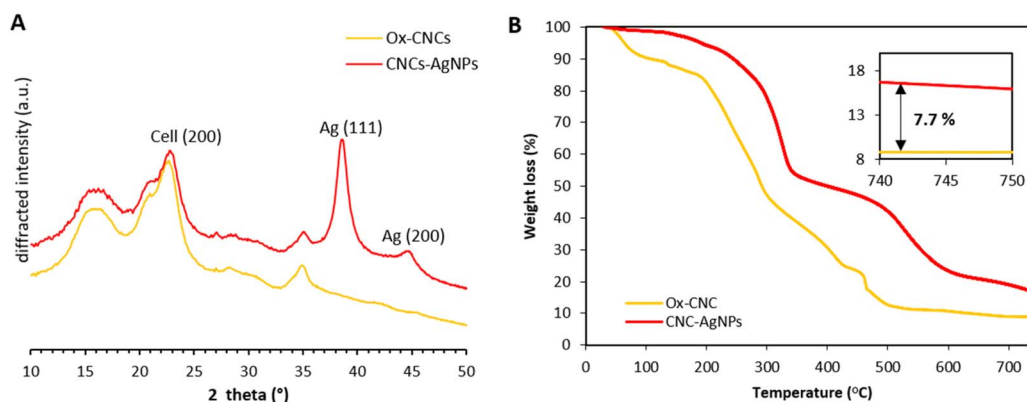 A
Ox-CNCs
CNCs-AgNPs
Cell (200)
Ag (111)
Ag (200)
diffracted intensity (a.u.)
10 15 20 25 30 35 40 45 50
2 theta (°)
B
100
90
80
70
60
50
40
30
20
10
0
Weight loss (%)
18
13
8
7.7 %
740 745 750
Ox-CNC
CNC-AgNPs
0 100 200 300 400 500 600 700
Temperature (°C)